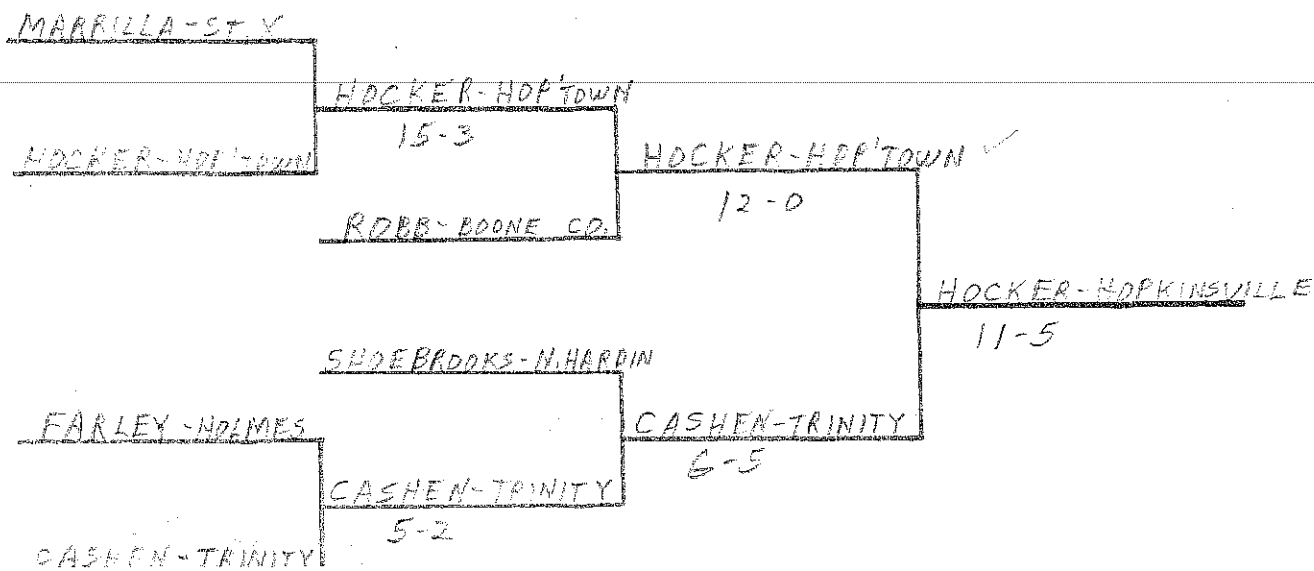 MARRILLA-ST. X
HOCKER-HOP'TOWN
15-3
HOCKER-HOP'TOWN
HOCKER-HOP'TOWN ✓
12-0
ROBB-BOONE CO.
HOCKER-HOPKINSVILLE
11-5
SHOEBROOKS-N.HARDIN
FARLEY-HOLMES
CASHEN-TRINITY
6-5
CASHEN-TRINITY
5-2
CASHEN-TRINITY